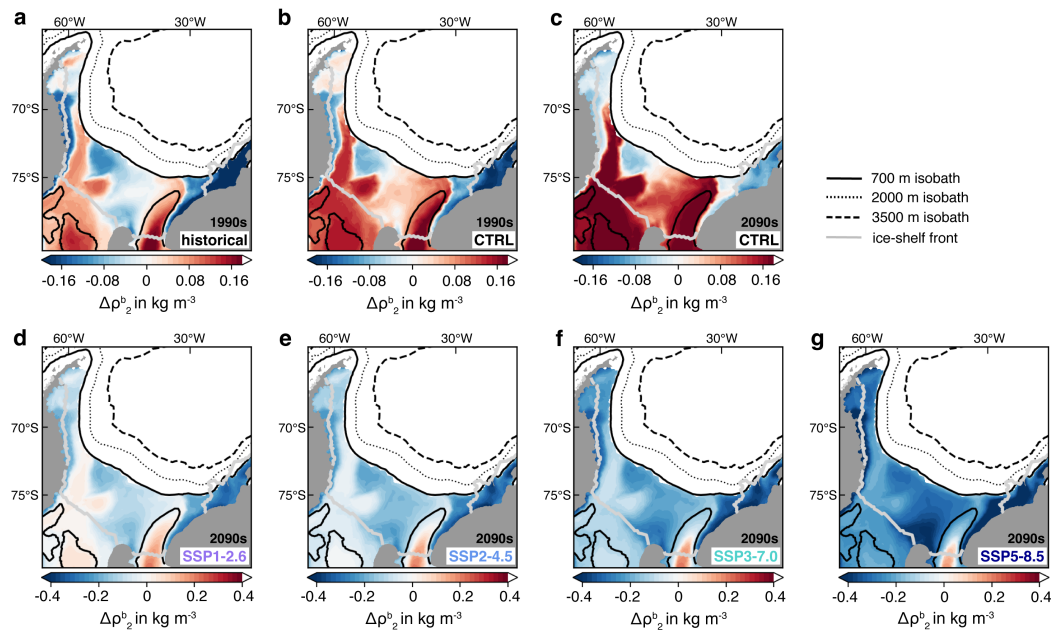 a b c
60°W 30°W 60°W 30°W 60°W 30°W
70°S 70°S 70°S
75°S 75°S 75°S
700 m isobath
2000 m isobath
3500 m isobath
ice-shelf front
1990s 1990s 2090s
historical CTRL CTRL
-0.16 -0.08 0 0.08 0.16 -0.16 -0.08 0 0.08 0.16 -0.16 -0.08 0 0.08 0.16
Δρᵇ₂ in kg m⁻³ Δρᵇ₂ in kg m⁻³ Δρᵇ₂ in kg m⁻³
d e f g
60°W 30°W 60°W 30°W 60°W 30°W 60°W 30°W
70°S 70°S 70°S 70°S
75°S 75°S 75°S 75°S
2090s 2090s 2090s 2090s
SSP1-2.6 SSP2-4.5 SSP3-7.0 SSP5-8.5
-0.4 -0.2 0 0.2 0.4 -0.4 -0.2 0 0.2 0.4 -0.4 -0.2 0 0.2 0.4 -0.4 -0.2 0 0.2 0.4
Δρᵇ₂ in kg m⁻³ Δρᵇ₂ in kg m⁻³ Δρᵇ₂ in kg m⁻³ Δρᵇ₂ in kg m⁻³